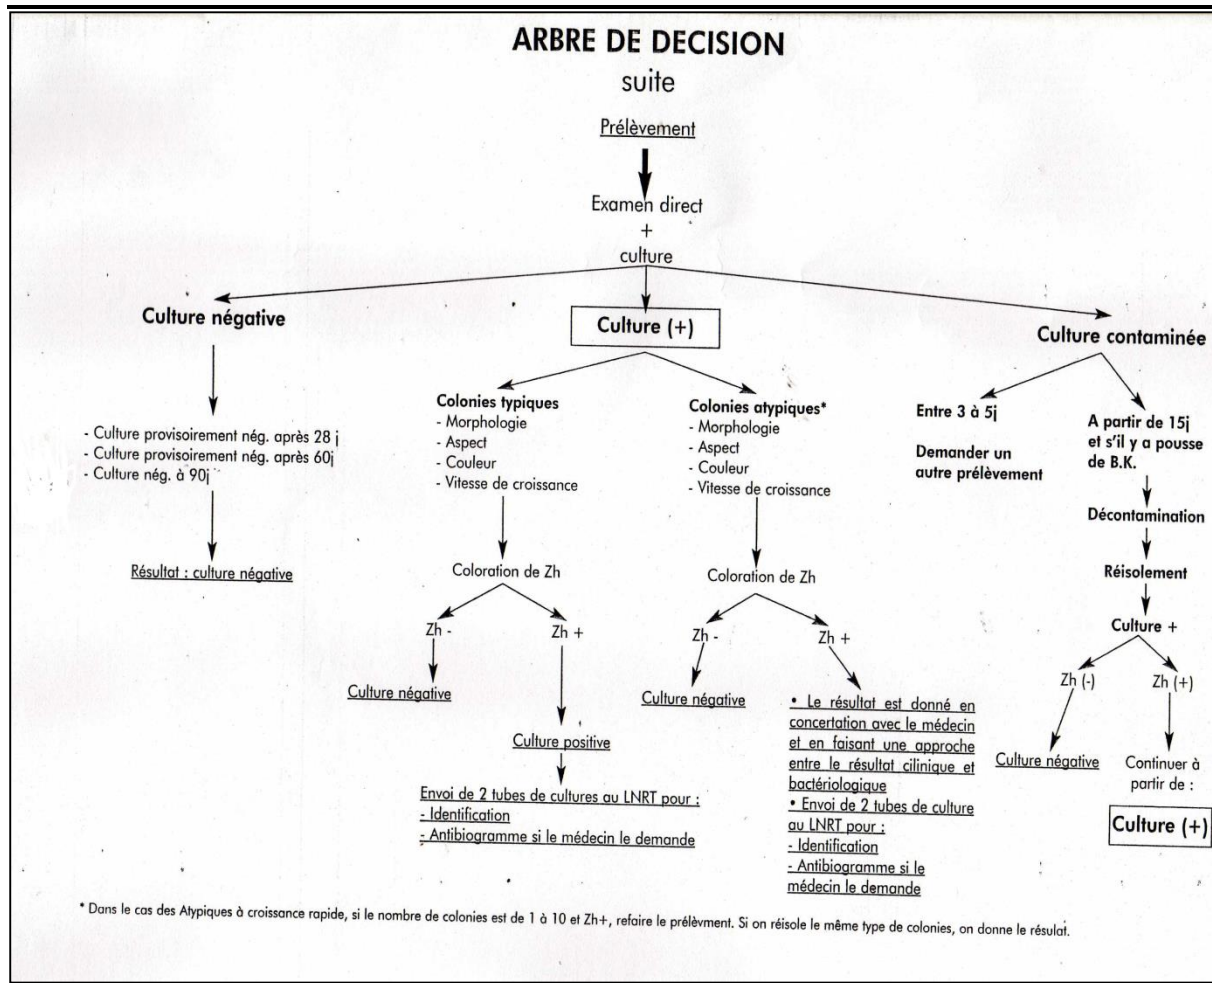 ARBRE DE DECISION
suite
Prélèvement
Examen direct
+
culture
Culture négative
- Culture provisoirement nég. après 28 j
- Culture provisoirement nég. après 60j
- Culture nég. à 90j
Résultat : culture négative
Culture (+)
Colonies typiques
- Morphologie
- Aspect
- Couleur
- Vitesse de croissance
Coloration de Zh
Zh -
Zh +
Culture négative
Culture positive
Envoi de 2 tubes de cultures au LNRT pour :
- Identification
- Antibiogramme si le médecin le demande
Colonies atypiques*
- Morphologie
- Aspect
- Couleur
- Vitesse de croissance
Coloration de Zh
Zh -
Zh +
Culture négative
• Le résultat est donné en
concertation avec le médecin
et en faisant une approche
entre le résultat cilinique et
bactériologique
• Envoi de 2 tubes de culture
au LNRT pour :
- Identification
- Antibiogramme si le
médecin le demande
Culture contaminée
Entre 3 à 5j
Demander un
autre prélèvement
A partir de 15j
et s'il y a pousse
de B.K.
Décontamination
Réisolement
Culture +
Zh (-)
Zh (+)
Culture négative
Continuer à
partir de :
Culture (+)
* Dans le cas des Atypiques à croissance rapide, si le nombre de colonies est de 1 à 10 et Zh+, refaire le prélèvment. Si on réisole le même type de colonies, on donne le résulat.